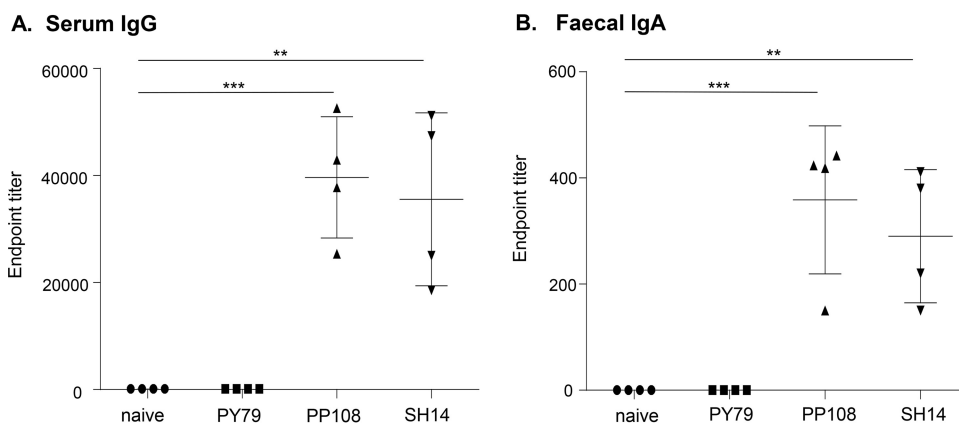 A. Serum IgG
**
***
60000
40000
20000
0
Endpoint titer
naive PY79 PP108 SH14
B. Faecal IgA
**
***
600
400
200
0
Endpoint titer
naive PY79 PP108 SH14